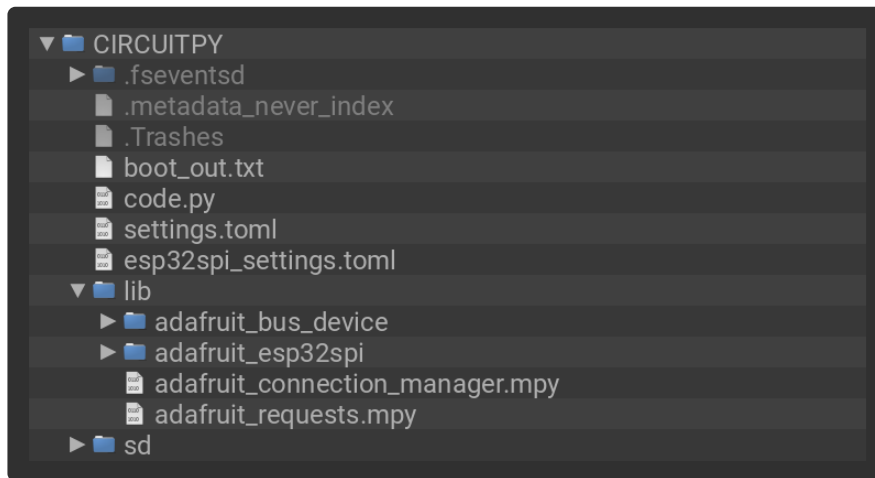 CIRCUITPY
.fseventsd
.metadata_never_index
.Trashes
boot_out.txt
code.py
settings.toml
esp32spi_settings.toml
lib
adafruit_bus_device
adafruit_esp32spi
adafruit_connection_manager.mpy
adafruit_requests.mpy
sd